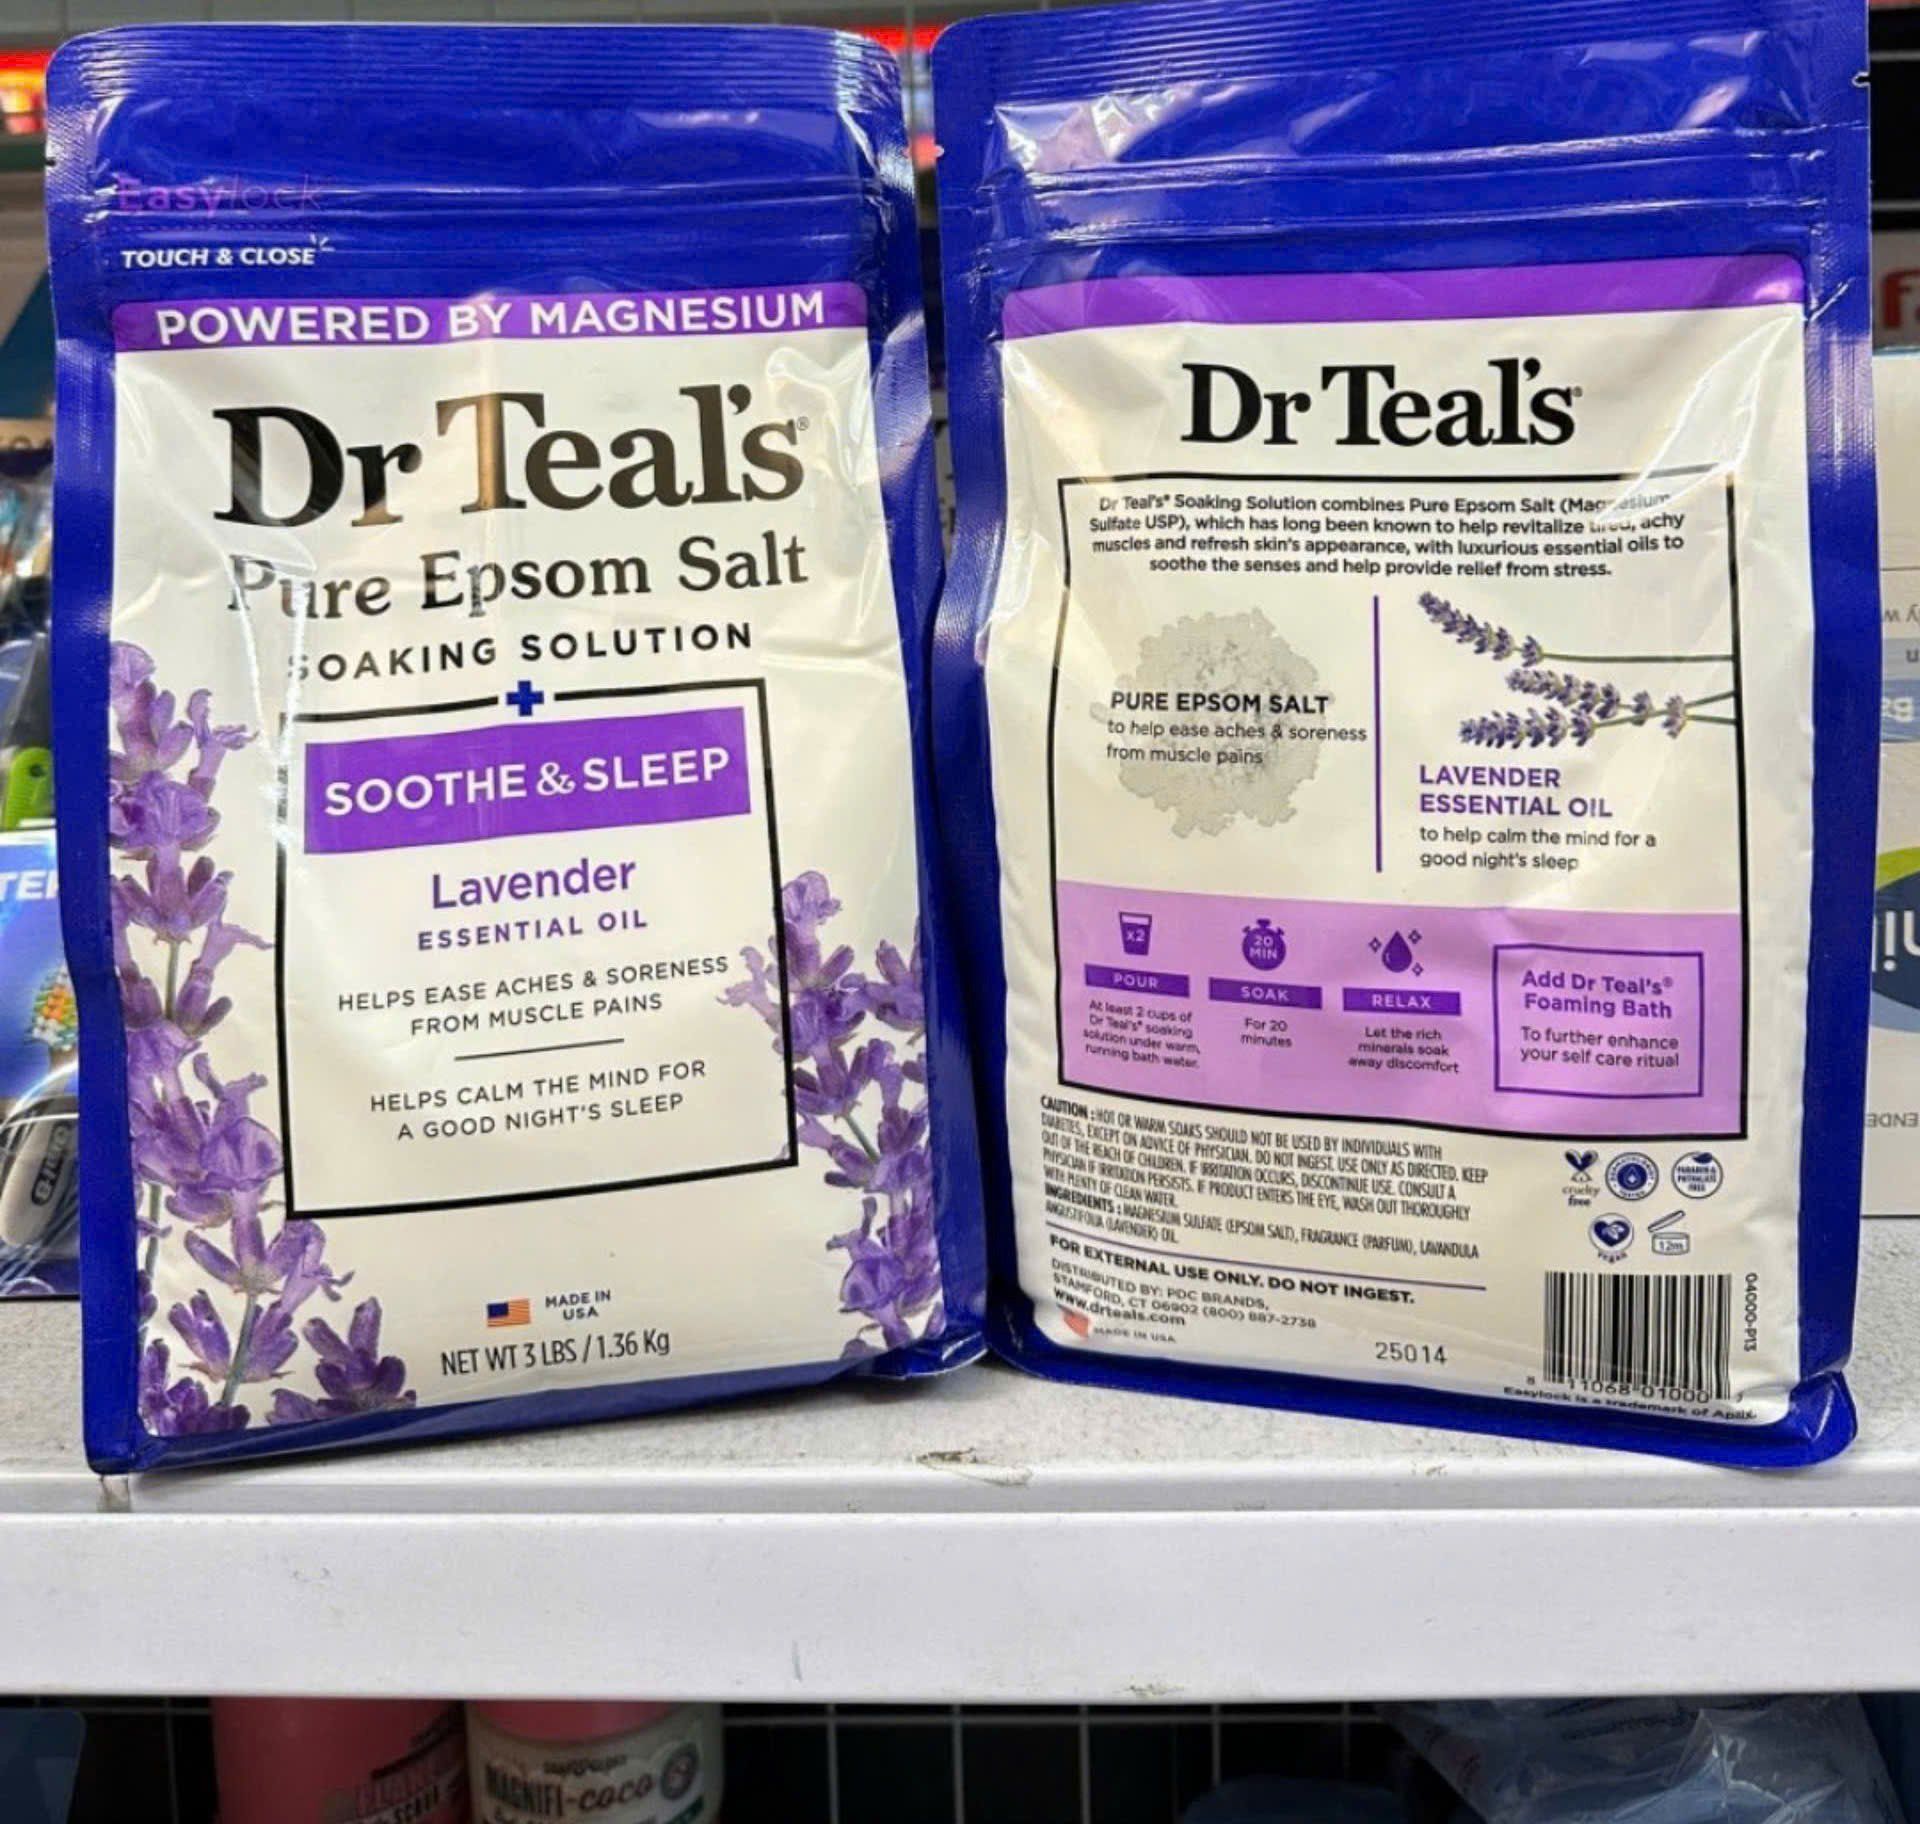 Easylock
TOUCH & CLOSE
POWERED BY MAGNESIUM
Dr Teal's®
Pure Epsom Salt
SOAKING SOLUTION
SOOTHE & SLEEP
Lavender
ESSENTIAL OIL
HELPS EASE ACHES & SORENESS
FROM MUSCLE PAINS
HELPS CALM THE MIND FOR
A GOOD NIGHT'S SLEEP
MADE IN
USA
NET WT 3 LBS / 1.36 Kg
Dr Teal's®
Dr Teal's® Soaking Solution combines Pure Epsom Salt (Magnesium
Sulfate USP), which has long been known to help revitalize tired, achy
muscles and refresh skin's appearance, with luxurious essential oils to
soothe the senses and help provide relief from stress.
PURE EPSOM SALT
to help ease aches & soreness
from muscle pains
LAVENDER
ESSENTIAL OIL
to help calm the mind for a
good night's sleep
x2
POUR
At least 2 cups of
Dr Teal's® soaking
solution under warm,
running bath water.
20
MIN
SOAK
For 20
minutes
RELAX
Let the rich
minerals soak
away discomfort
Add Dr Teal's®
Foaming Bath
To further enhance
your self care ritual
CAUTION : HOT OR WARM SOAKS SHOULD NOT BE USED BY INDIVIDUALS WITH
DIABETES, EXCEPT ON ADVICE OF PHYSICIAN. DO NOT INGEST. USE ONLY AS DIRECTED. KEEP
OUT OF THE REACH OF CHILDREN. IF IRRITATION OCCURS, DISCONTINUE USE. CONSULT A
PHYSICIAN IF IRRITATION PERSISTS. IF PRODUCT ENTERS THE EYE, WASH OUT THOROUGHLY
WITH PLENTY OF CLEAN WATER.
INGREDIENTS : MAGNESIUM SULFATE (EPSOM SALT), FRAGRANCE (PARFUM), LAVANDULA
ANGUSTIFOLIA (LAVENDER) OIL
FOR EXTERNAL USE ONLY. DO NOT INGEST.
DISTRIBUTED BY: PDC BRANDS,
STAMFORD, CT 06902 (800) 887-2738
www.drteals.com
MADE IN USA
25014
cruelty
free
PARABEN &
PHTHALATE
FREE
VEGAN
12m
04000-P13
8 11068 01000 7
Easylock is a trademark of Aplix.
MAGNIFI-coco